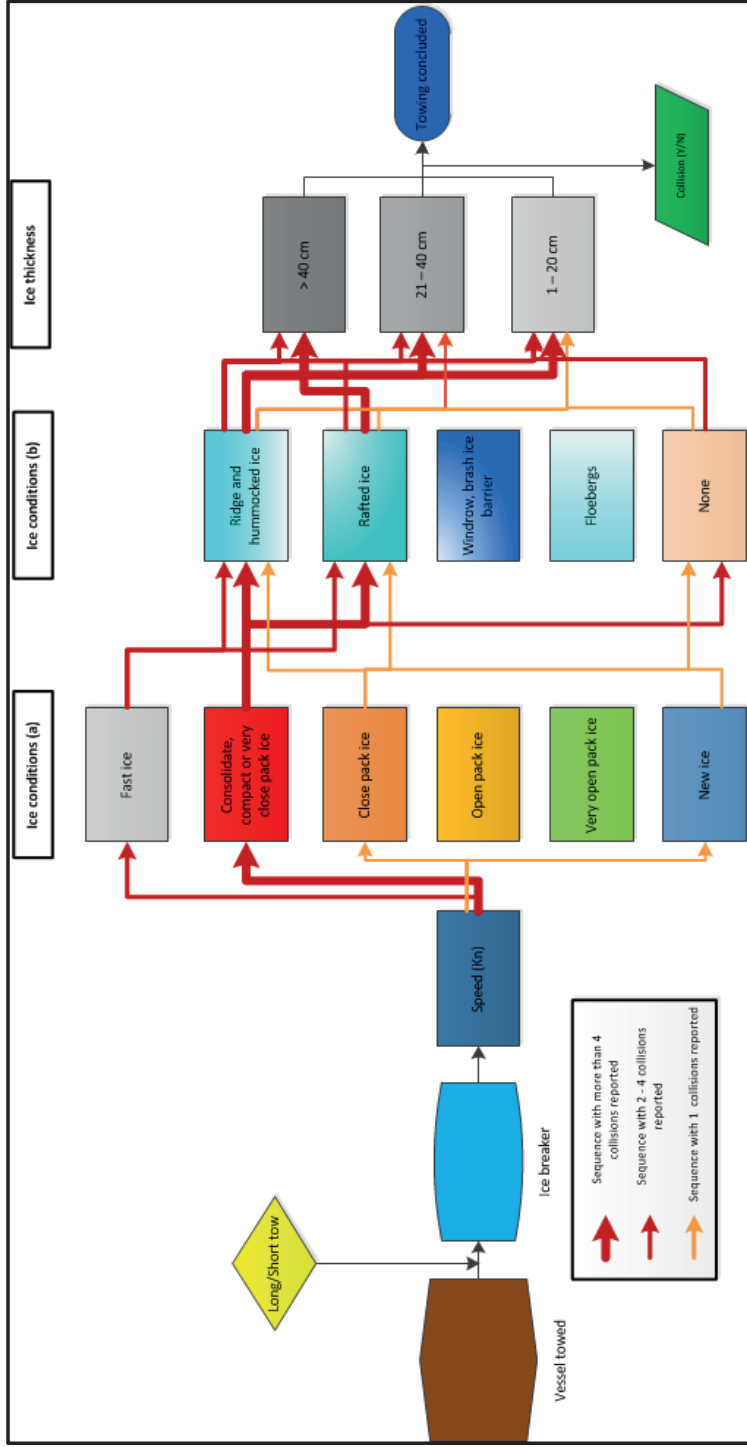 Ice conditions (a)
Ice conditions (b)
Ice thickness
Long/Short tow
Vessel towed
Ice breaker
Speed (Kn)
Fast ice
Consolidate,
compact or very
close pack ice
Close pack ice
Open pack ice
Very open pack ice
New ice
Ridge and
hummocked ice
Rafted ice
Windrow, brash ice
barrier
Floebergs
None
> 40 cm
21 – 40 cm
1 – 20 cm
Towing concluded
Collision (Y/N)
Sequence with more than 4
collisions reported
Sequence with 2 - 4 collisions
reported
Sequence with 1 collisions reported